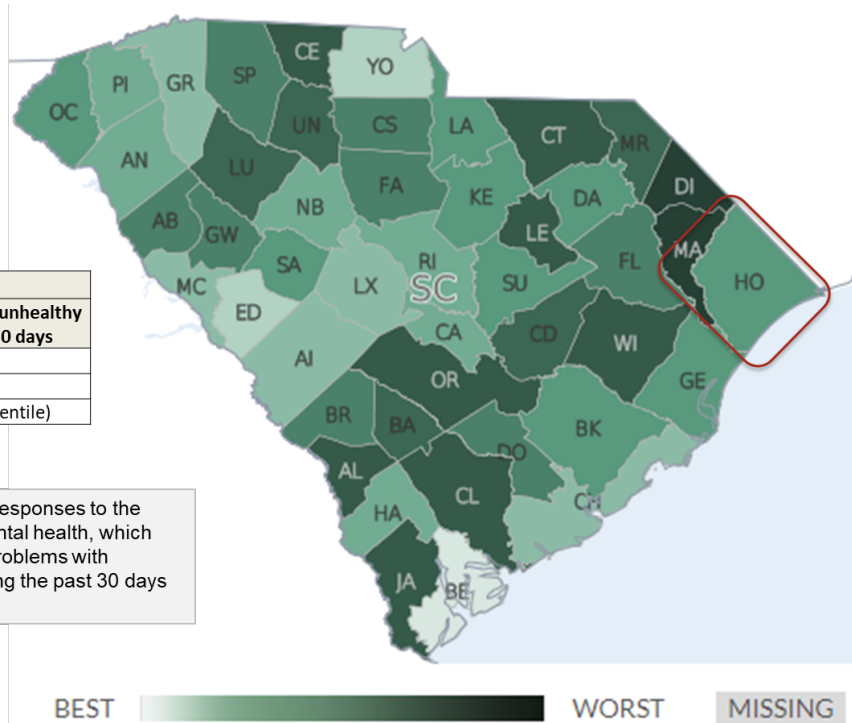 CE
YO
SP
GR
PI
OC
UN
CS
LA
CT
MR
AN
LU
FA
KE
DA
DI
NB
AB
GW
LE
SA
RI
FL
MA
HO
MC
LX
SC
SU
ED
CA
CD
WI
AI
OR
GE
BR
BA
BK
DO
AL
CL
CH
HA
JA
BE
unhealthy
0 days
entile)
esponses to the
ntal health, which
roblems with
ng the past 30 days
BEST
WORST
MISSING